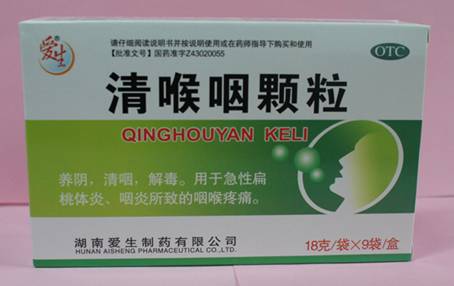 爱生®
请仔细阅读说明书并按说明使用或在药师指导下购买和使用
【批准文号】国药准字Z43020055
OTC
清喉咽颗粒
QINGHOUYAN KELI
养阴，清咽，解毒。用于急性扁
桃体炎、咽炎所致的咽喉疼痛。
湖南爱生制药有限公司
HUNAN AISHENG PHARMACEUTICAL CO.,LTD.
18克/袋×9袋/盒